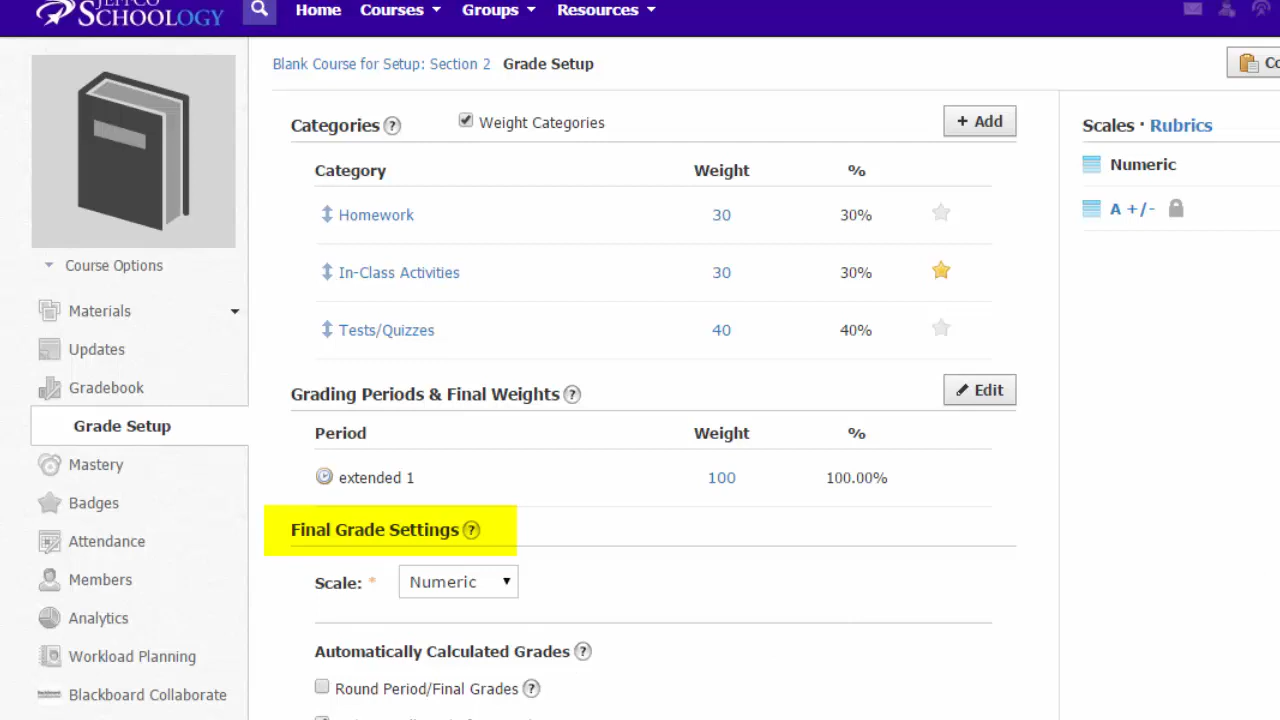 JEFFCO
SCHOOLOGY
Home Courses Groups Resources
Blank Course for Setup: Section 2 Grade Setup
Categories ?
Weight Categories
+ Add
Category Weight %
Homework 30 30%
In-Class Activities 30 30%
Tests/Quizzes 40 40%
Grading Periods & Final Weights ?
Edit
Period Weight %
extended 1 100 100.00%
Final Grade Settings ?
Scale: * Numeric
Automatically Calculated Grades ?
Round Period/Final Grades ?
Scales · Rubrics
Numeric
A +/-
Course Options
Materials
Updates
Gradebook
Grade Setup
Mastery
Badges
Attendance
Members
Analytics
Workload Planning
Blackboard Collaborate